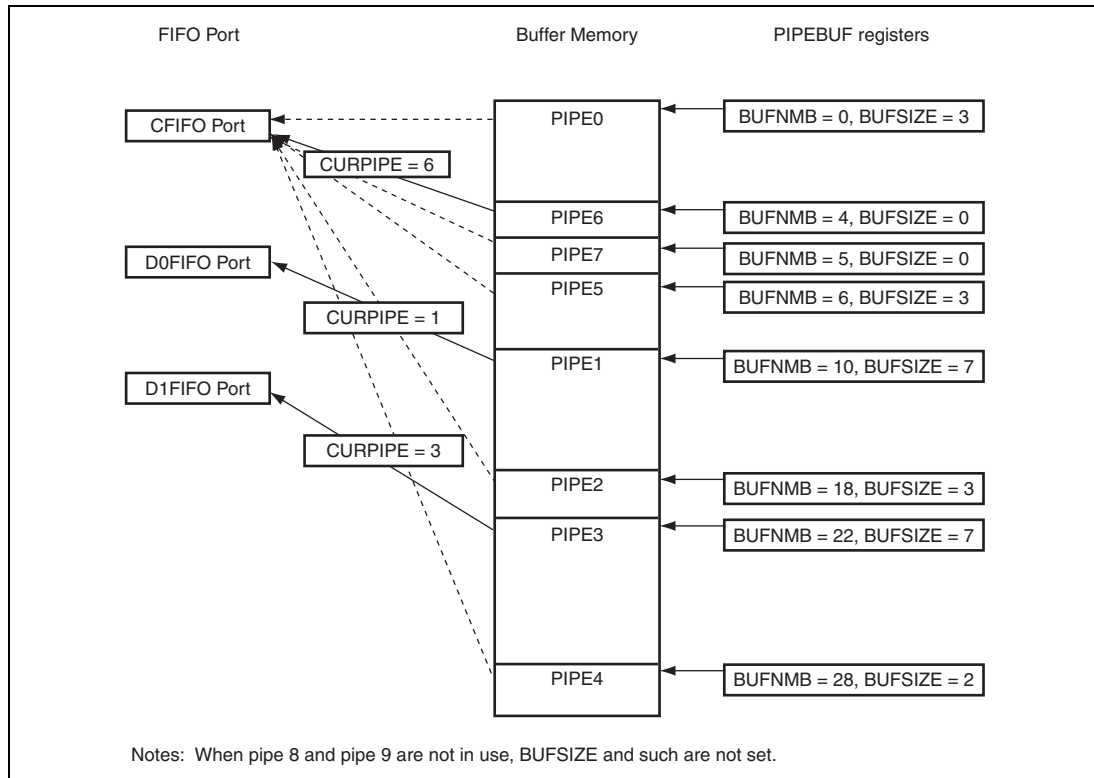 FIFO Port
Buffer Memory
PIPEBUF registers
CFIFO Port
PIPE0
BUFNMB = 0, BUFSIZE = 3
CURPIPE = 6
PIPE6
BUFNMB = 4, BUFSIZE = 0
D0FIFO Port
PIPE7
BUFNMB = 5, BUFSIZE = 0
PIPE5
BUFNMB = 6, BUFSIZE = 3
CURPIPE = 1
PIPE1
BUFNMB = 10, BUFSIZE = 7
D1FIFO Port
CURPIPE = 3
PIPE2
BUFNMB = 18, BUFSIZE = 3
PIPE3
BUFNMB = 22, BUFSIZE = 7
PIPE4
BUFNMB = 28, BUFSIZE = 2
Notes: When pipe 8 and pipe 9 are not in use, BUFSIZE and such are not set.